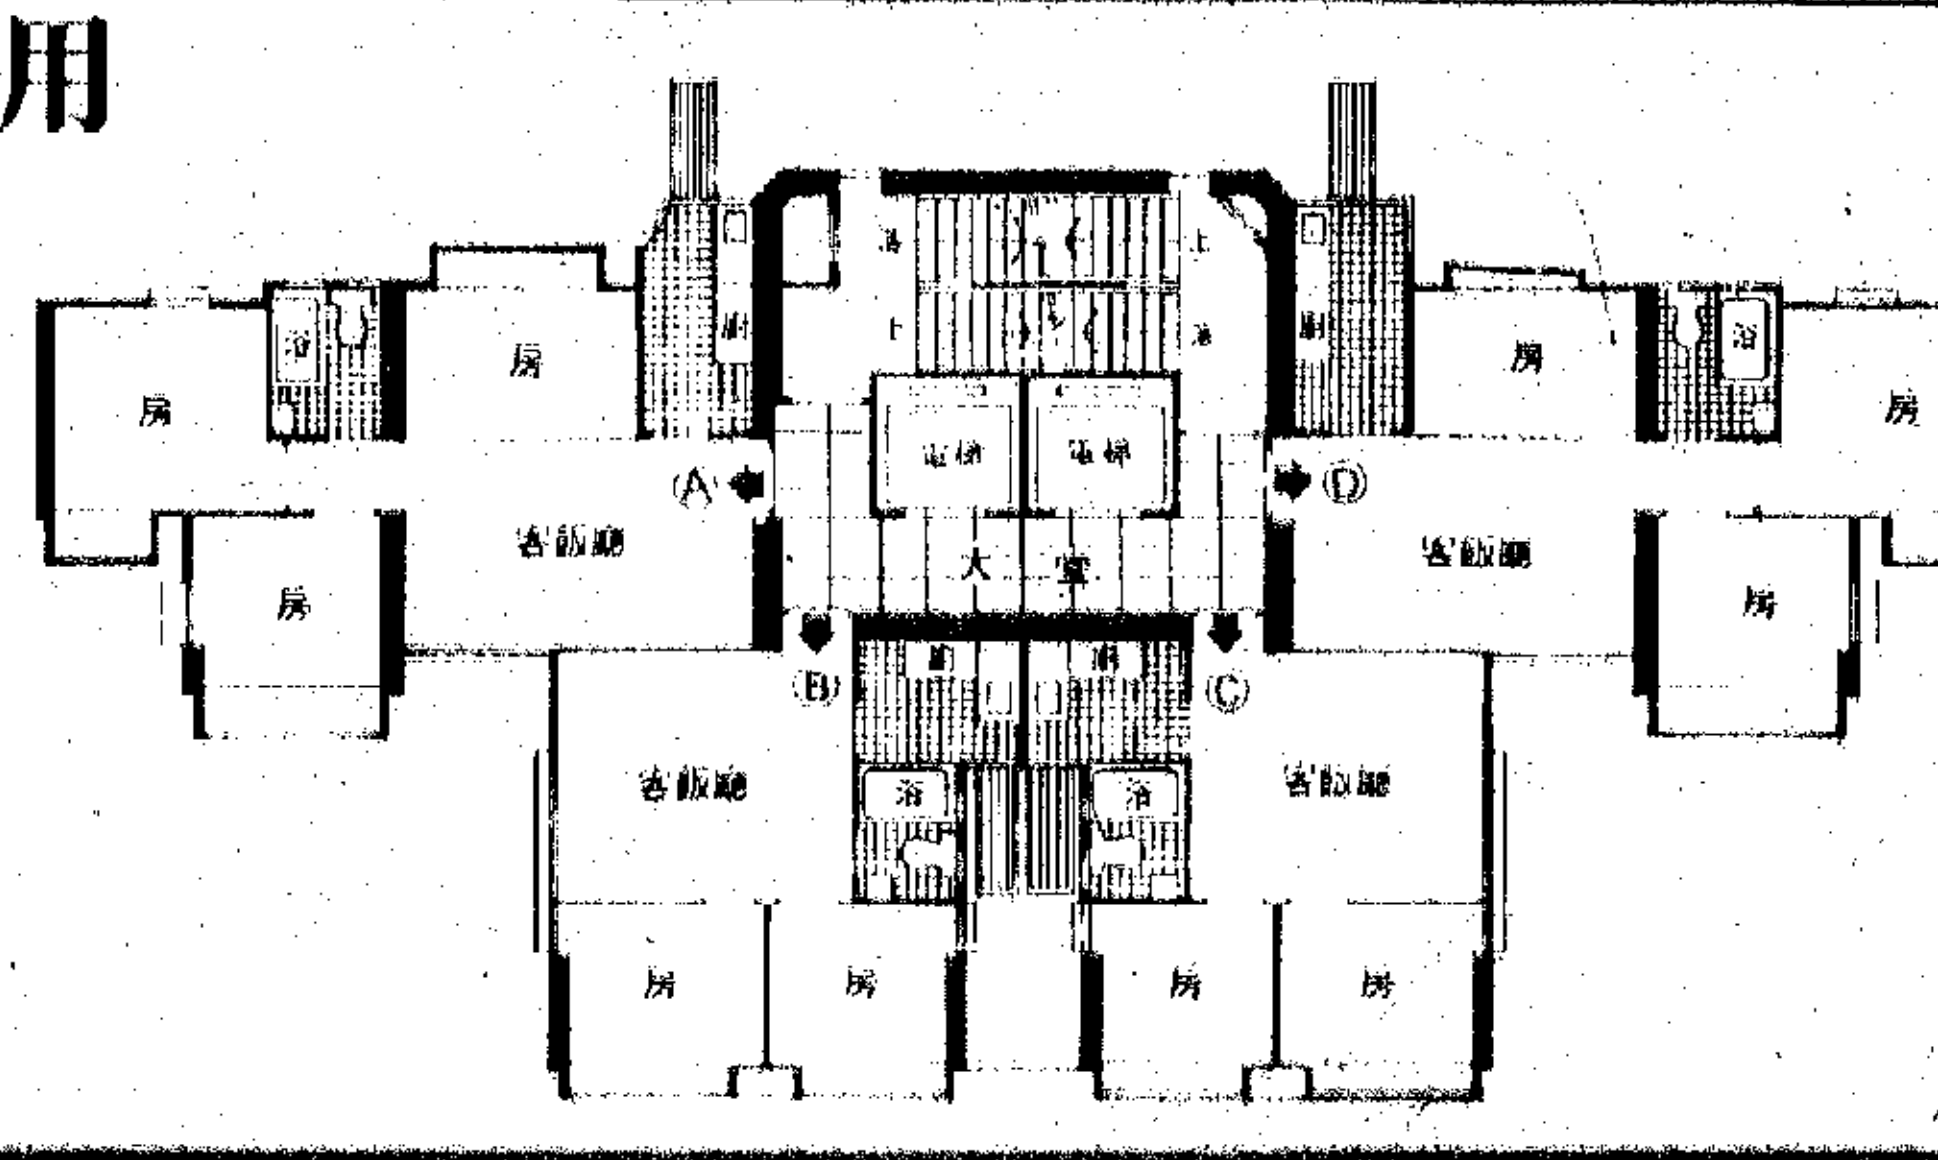 用
落 上
上 落
廚 廚
浴 浴
房 房
房 房
電梯 電梯
A D
客飯廳 大堂 客飯廳
房 房
廚 廚
B C
客飯廳 浴 浴 客飯廳
房 房 房 房